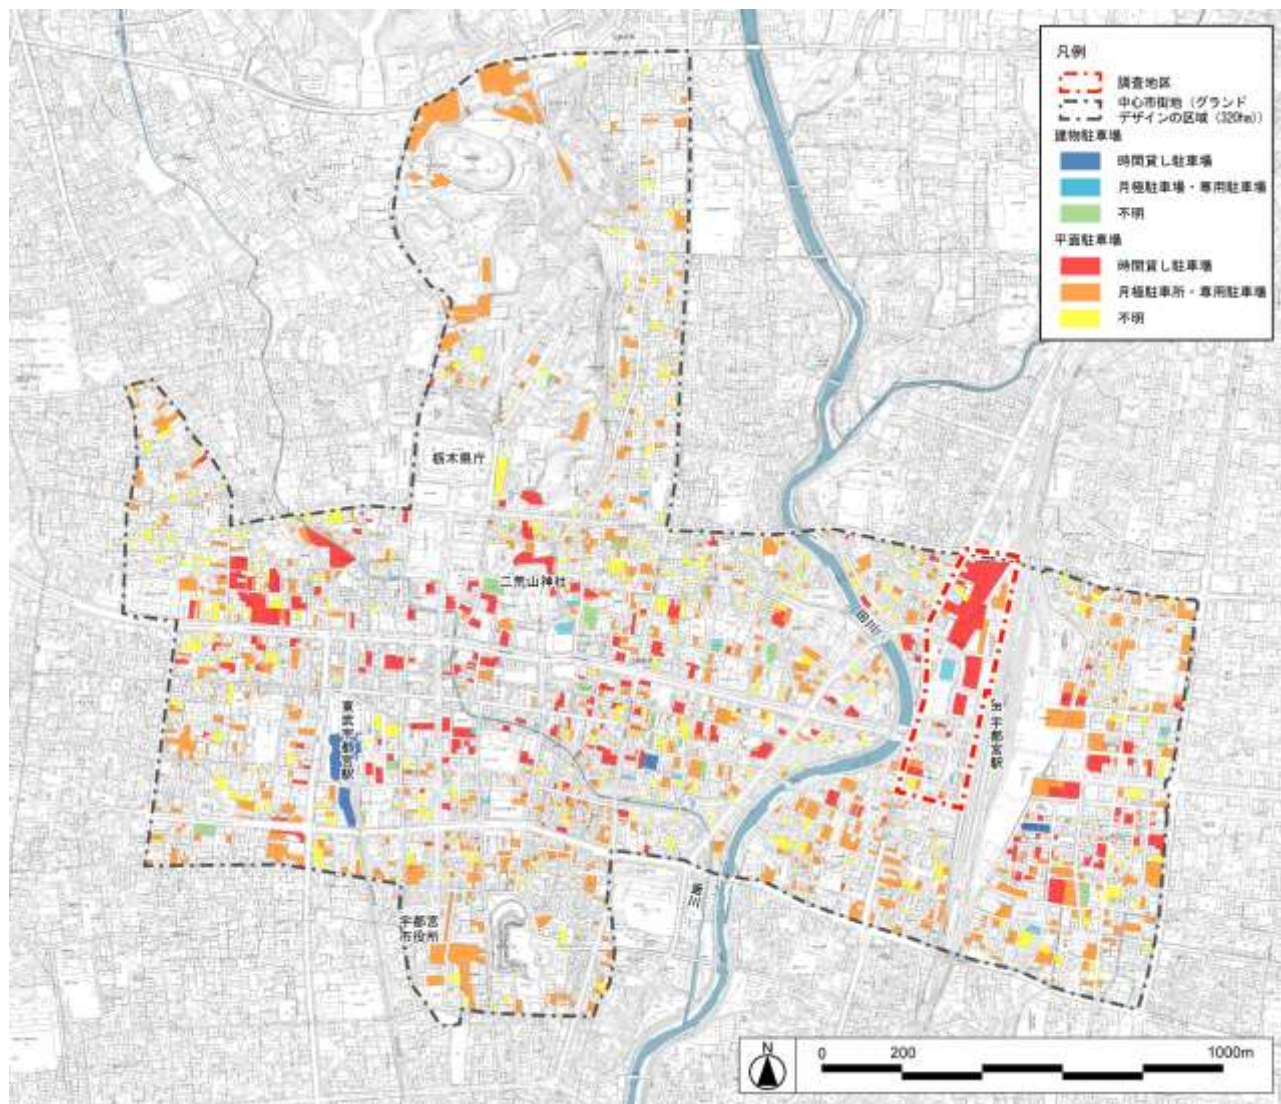 凡例
調査地区
中心市街地（グランド
デザインの区域（320ha））
建物駐車場
時間貸し駐車場
月極駐車場・専用駐車場
不明
平面駐車場
時間貸し駐車場
月極駐車所・専用駐車場
不明
栃木県庁
二荒山神社
田川
東武宇都宮駅
JR宇都宮駅
宇都宮
市役所
N
0 200 1000m